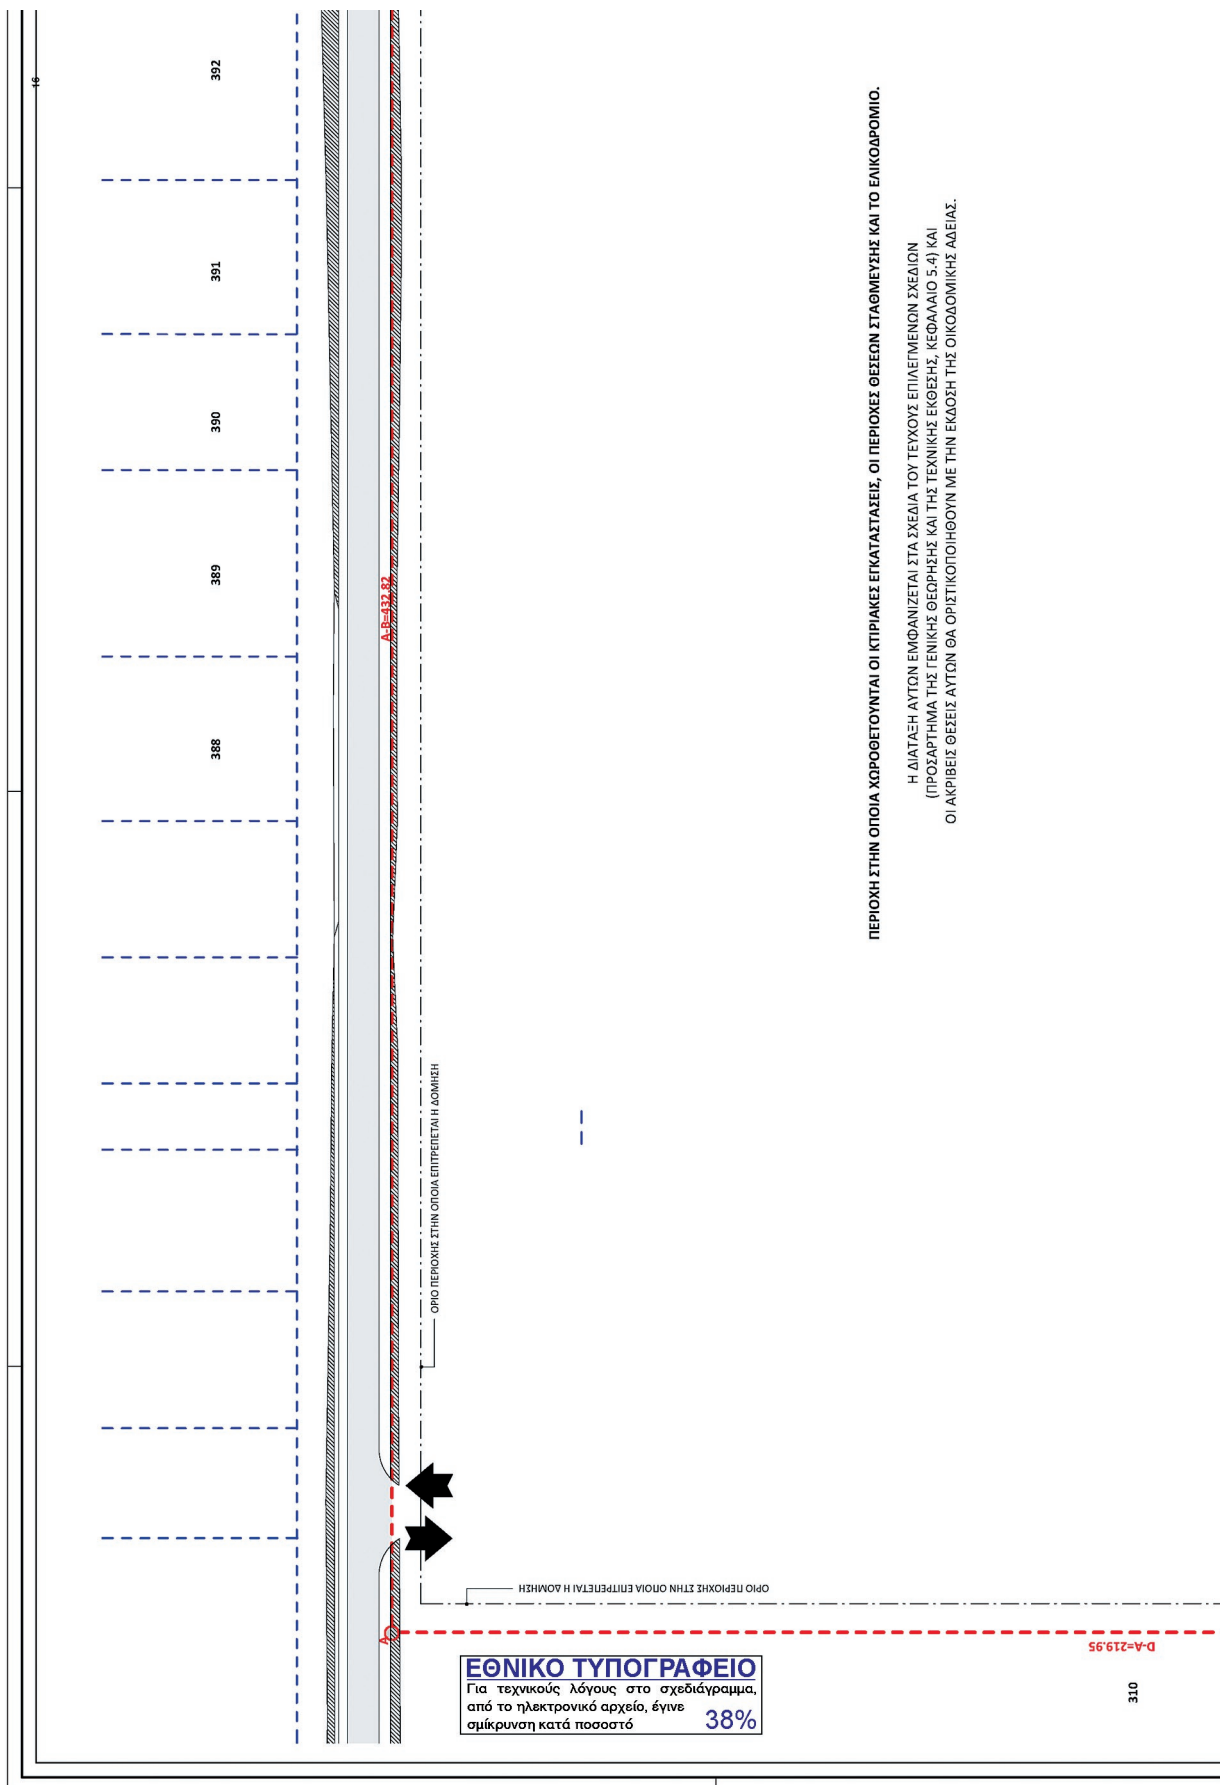 16
392
391
390
389
388
Α-Β=432.82
ΠΕΡΙΟΧΗ ΣΤΗΝ ΟΠΟΙΑ ΧΩΡΟΘΕΤΟΥΝΤΑΙ ΟΙ ΚΤΙΡΙΑΚΕΣ ΕΓΚΑΤΑΣΤΑΣΕΙΣ, ΟΙ ΠΕΡΙΟΧΕΣ ΘΕΣΕΩΝ ΣΤΑΘΜΕΥΣΗΣ ΚΑΙ ΤΟ ΕΛΙΚΟΔΡΟΜΙΟ.
Η ΔΙΑΤΑΞΗ ΑΥΤΩΝ ΕΜΦΑΝΙΖΕΤΑΙ ΣΤΑ ΣΧΕΔΙΑ ΤΟΥ ΤΕΥΧΟΥΣ ΕΠΙΛΕΓΜΕΝΩΝ ΣΧΕΔΙΩΝ
(ΠΡΟΣΑΡΤΗΜΑ ΤΗΣ ΓΕΝΙΚΗΣ ΘΕΩΡΗΣΗΣ ΚΑΙ ΤΗΣ ΤΕΧΝΙΚΗΣ ΕΚΘΕΣΗΣ, ΚΕΦΑΛΑΙΟ 5.4) ΚΑΙ
ΟΙ ΑΚΡΙΒΕΙΣ ΘΕΣΕΙΣ ΑΥΤΩΝ ΘΑ ΟΡΙΣΤΙΚΟΠΟΙΗΘΟΥΝ ΜΕ ΤΗΝ ΕΚΔΟΣΗ ΤΗΣ ΟΙΚΟΔΟΜΙΚΗΣ ΑΔΕΙΑΣ.
ΟΡΙΟ ΠΕΡΙΟΧΗΣ ΣΤΗΝ ΟΠΟΙΑ ΕΠΙΤΡΕΠΕΤΑΙ Η ΔΟΜΗΣΗ
ΟΡΙΟ ΠΕΡΙΟΧΗΣ ΣΤΗΝ ΟΠΟΙΑ ΕΠΙΤΡΕΠΕΤΑΙ Η ΔΟΜΗΣΗ
Α
D-A=219.95
310
ΕΘΝΙΚΟ ΤΥΠΟΓΡΑΦΕΙΟ
Για τεχνικούς λόγους στο σχεδιάγραμμα,
από το ηλεκτρονικό αρχείο, έγινε
σμίκρυνση κατά ποσοστό 38%